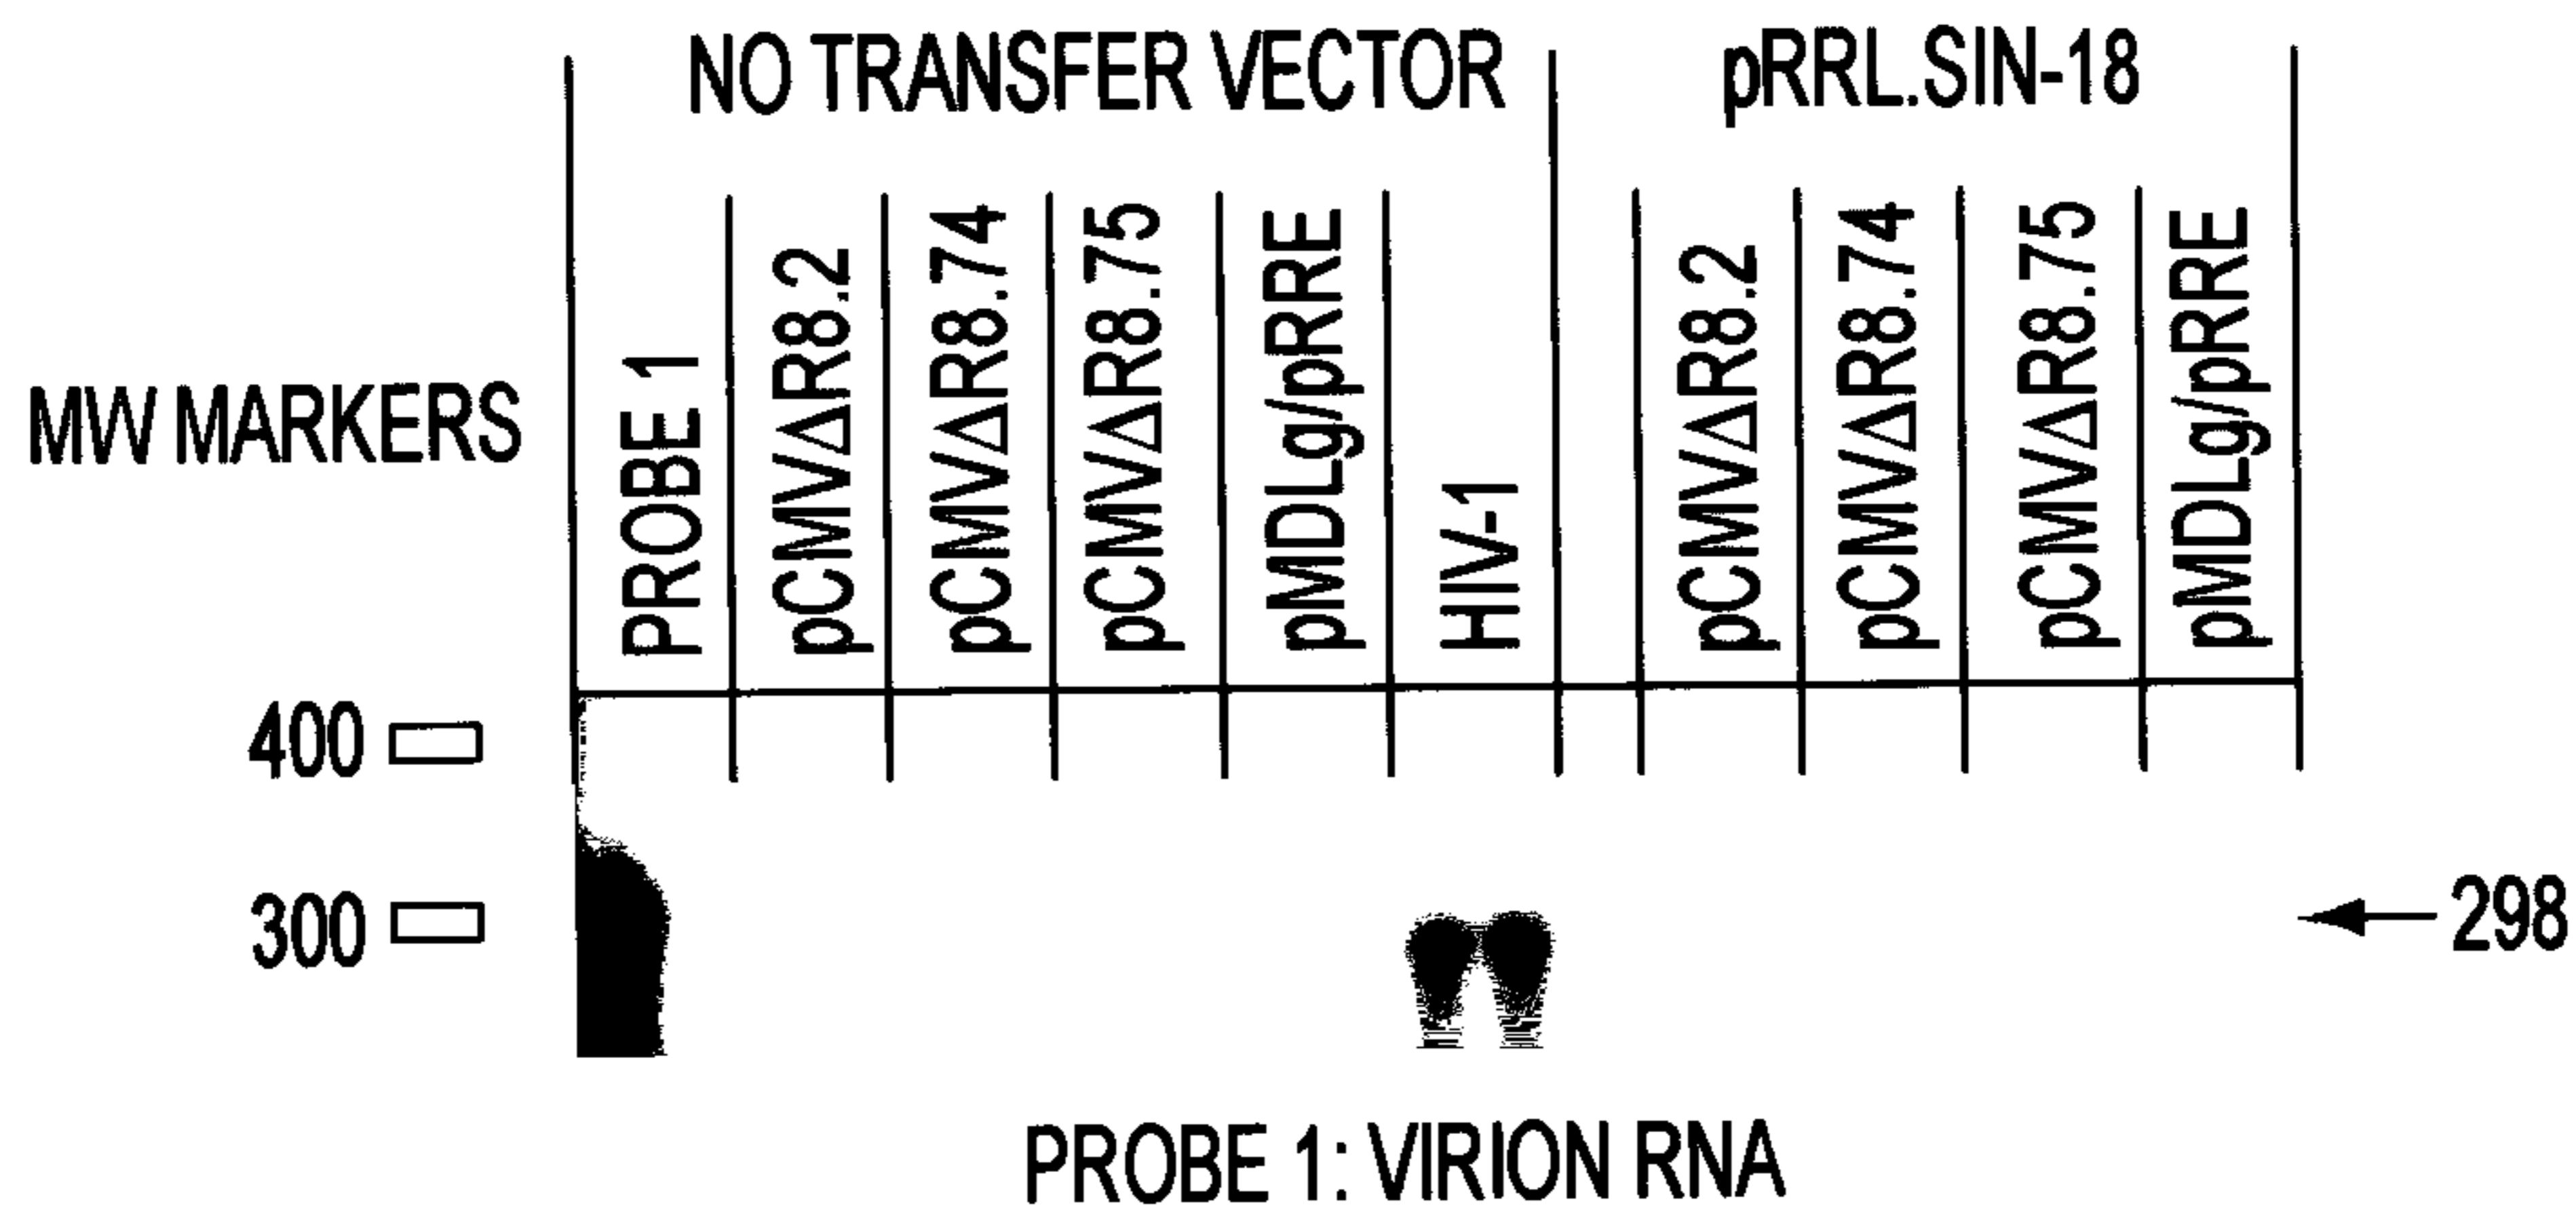 NO TRANSFER VECTOR
pRRL.SIN-18
MW MARKERS
PROBE 1
pCMVΔR8.2
pCMVΔR8.74
pCMVΔR8.75
pMDLg/pRRE
HIV-1
pCMVΔR8.2
pCMVΔR8.74
pCMVΔR8.75
pMDLg/pRRE
400
300
298
PROBE 1: VIRION RNA